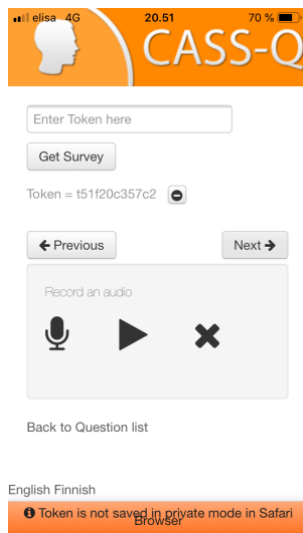 elisa 4G 20.51 70 %
CASS-Q
Enter Token here
Get Survey
Token = t51f20c357c2
Previous Next
Record an audio
Back to Question list
English Finnish
Token is not saved in private mode in Safari
Browser